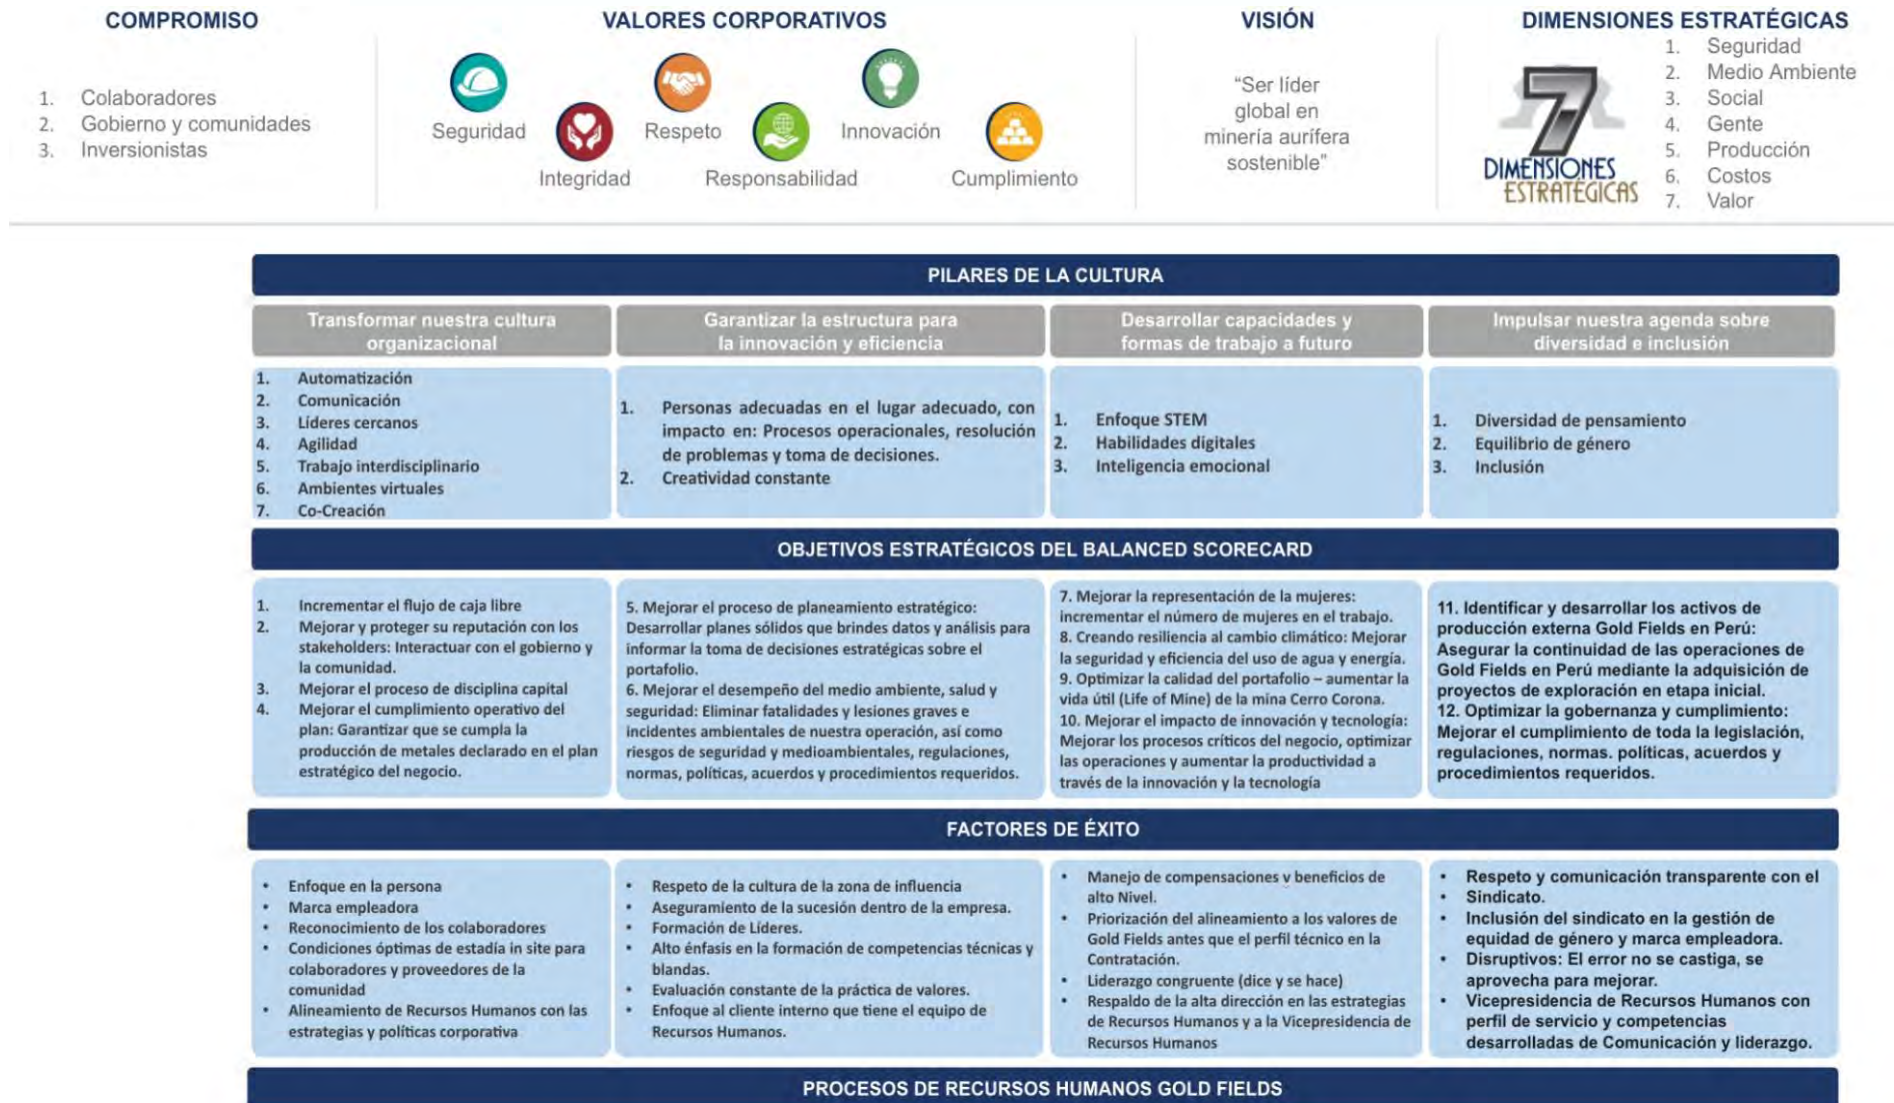 COMPROMISO
1. Colaboradores
2. Gobierno y comunidades
3. Inversionistas
VALORES CORPORATIVOS
Seguridad
Integridad
Respeto
Responsabilidad
Innovación
Cumplimiento
VISIÓN
“Ser líder
global en
minería aurífera
sostenible”
DIMENSIONES ESTRATÉGICAS
7
DIMENSIONES
ESTRATÉGICAS
1. Seguridad
2. Medio Ambiente
3. Social
4. Gente
5. Producción
6. Costos
7. Valor
PILARES DE LA CULTURA
Transformar nuestra cultura
organizacional
1. Automatización
2. Comunicación
3. Líderes cercanos
4. Agilidad
5. Trabajo interdisciplinario
6. Ambientes virtuales
7. Co-Creación
Garantizar la estructura para
la innovación y eficiencia
1. Personas adecuadas en el lugar adecuado, con
impacto en: Procesos operacionales, resolución
de problemas y toma de decisiones.
2. Creatividad constante
Desarrollar capacidades y
formas de trabajo a futuro
1. Enfoque STEM
2. Habilidades digitales
3. Inteligencia emocional
Impulsar nuestra agenda sobre
diversidad e inclusión
1. Diversidad de pensamiento
2. Equilibrio de género
3. Inclusión
OBJETIVOS ESTRATÉGICOS DEL BALANCED SCORECARD
1. Incrementar el flujo de caja libre
2. Mejorar y proteger su reputación con los
stakeholders: Interactuar con el gobierno y
la comunidad.
3. Mejorar el proceso de disciplina capital
4. Mejorar el cumplimiento operativo del
plan: Garantizar que se cumpla la
producción de metales declarado en el plan
estratégico del negocio.
5. Mejorar el proceso de planeamiento estratégico:
Desarrollar planes sólidos que brindes datos y análisis para
informar la toma de decisiones estratégicas sobre el
portafolio.
6. Mejorar el desempeño del medio ambiente, salud y
seguridad: Eliminar fatalidades y lesiones graves e
incidentes ambientales de nuestra operación, así como
riesgos de seguridad y medioambientales, regulaciones,
normas, políticas, acuerdos y procedimientos requeridos.
7. Mejorar la representación de la mujeres:
incrementar el número de mujeres en el trabajo.
8. Creando resiliencia al cambio climático: Mejorar
la seguridad y eficiencia del uso de agua y energía.
9. Optimizar la calidad del portafolio – aumentar la
vida útil (Life of Mine) de la mina Cerro Corona.
10. Mejorar el impacto de innovación y tecnología:
Mejorar los procesos críticos del negocio, optimizar
las operaciones y aumentar la productividad a
través de la innovación y la tecnología
11. Identificar y desarrollar los activos de
producción externa Gold Fields en Perú:
Asegurar la continuidad de las operaciones de
Gold Fields en Perú mediante la adquisición de
proyectos de exploración en etapa inicial.
12. Optimizar la gobernanza y cumplimiento:
Mejorar el cumplimiento de toda la legislación,
regulaciones, normas. políticas, acuerdos y
procedimientos requeridos.
FACTORES DE ÉXITO
• Enfoque en la persona
• Marca empleadora
• Reconocimiento de los colaboradores
• Condiciones óptimas de estadía in site para
colaboradores y proveedores de la
comunidad
• Alineamiento de Recursos Humanos con las
estrategias y políticas corporativa
• Respeto de la cultura de la zona de influencia
• Aseguramiento de la sucesión dentro de la empresa.
• Formación de Líderes.
• Alto énfasis en la formación de competencias técnicas y
blandas.
• Evaluación constante de la práctica de valores.
• Enfoque al cliente interno que tiene el equipo de
Recursos Humanos.
• Manejo de compensaciones y beneficios de
alto Nivel.
• Priorización del alineamiento a los valores de
Gold Fields antes que el perfil técnico en la
Contratación.
• Liderazgo congruente (dice y se hace)
• Respaldo de la alta dirección en las estrategias
de Recursos Humanos y a la Vicepresidencia de
Recursos Humanos
• Respeto y comunicación transparente con el
• Sindicato.
• Inclusión del sindicato en la gestión de
equidad de género y marca empleadora.
• Disruptivos: El error no se castiga, se
aprovecha para mejorar.
• Vicepresidencia de Recursos Humanos con
perfil de servicio y competencias
desarrolladas de Comunicación y liderazgo.
PROCESOS DE RECURSOS HUMANOS GOLD FIELDS